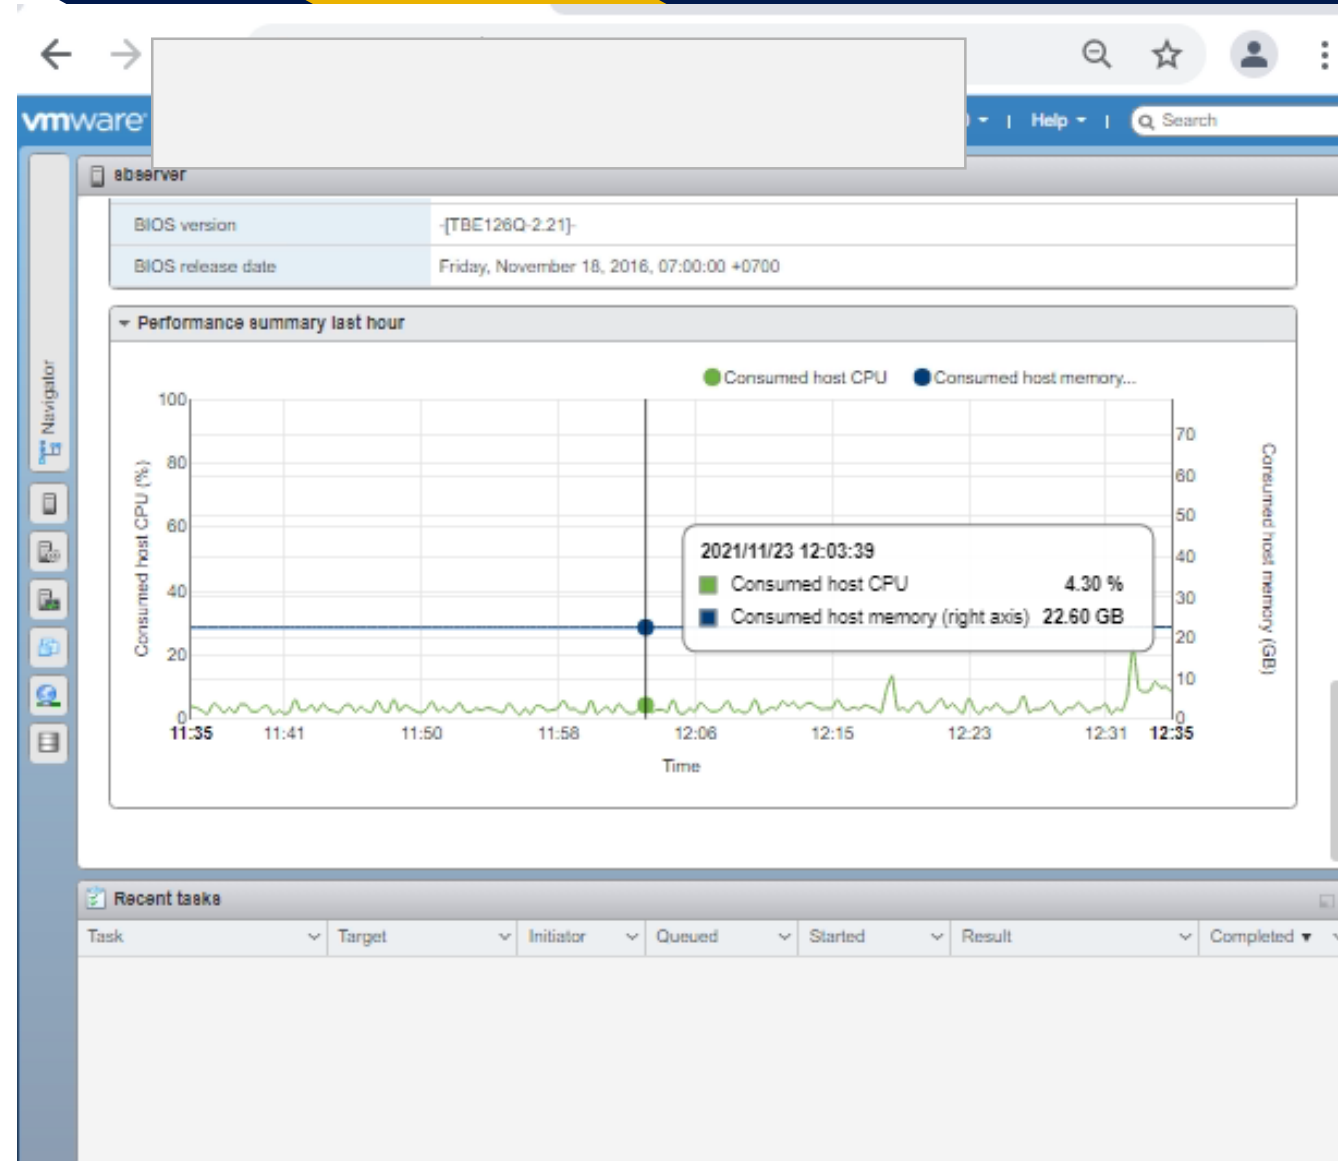 vmware
Help
Search
observer
BIOS version
-[TBE126Q-2.21]-
BIOS release date
Friday, November 18, 2016, 07:00:00 +0700
Navigator
Performance summary last hour
Consumed host CPU
Consumed host memory...
Consumed host CPU (%)
100
80
60
40
20
0
70
60
50
40
30
20
10
0
Consumed host memory (GB)
2021/11/23 12:03:39
Consumed host CPU 4.30 %
Consumed host memory (right axis) 22.60 GB
11:35 11:41 11:50 11:58 12:06 12:15 12:23 12:31 12:35
Time
Recent tasks
Task Target Initiator Queued Started Result Completed